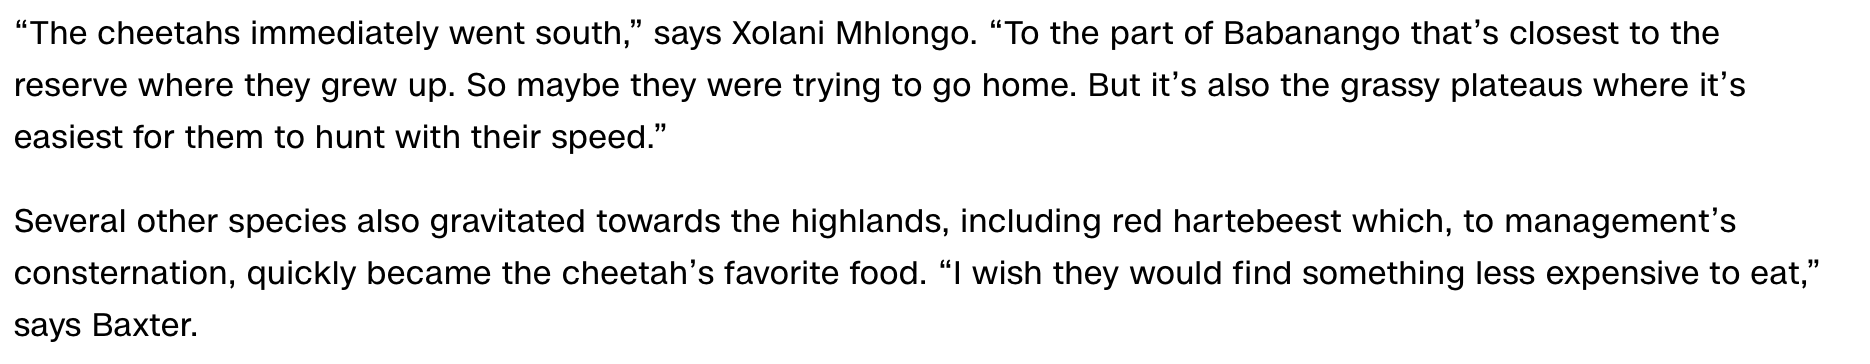 “The cheetahs immediately went south,” says Xolani Mhlongo. “To the part of Babanango that’s closest to the
reserve where they grew up. So maybe they were trying to go home. But it’s also the grassy plateaus where it’s
easiest for them to hunt with their speed.”
Several other species also gravitated towards the highlands, including red hartebeest which, to management’s
consternation, quickly became the cheetah’s favorite food. “I wish they would find something less expensive to eat,”
says Baxter.